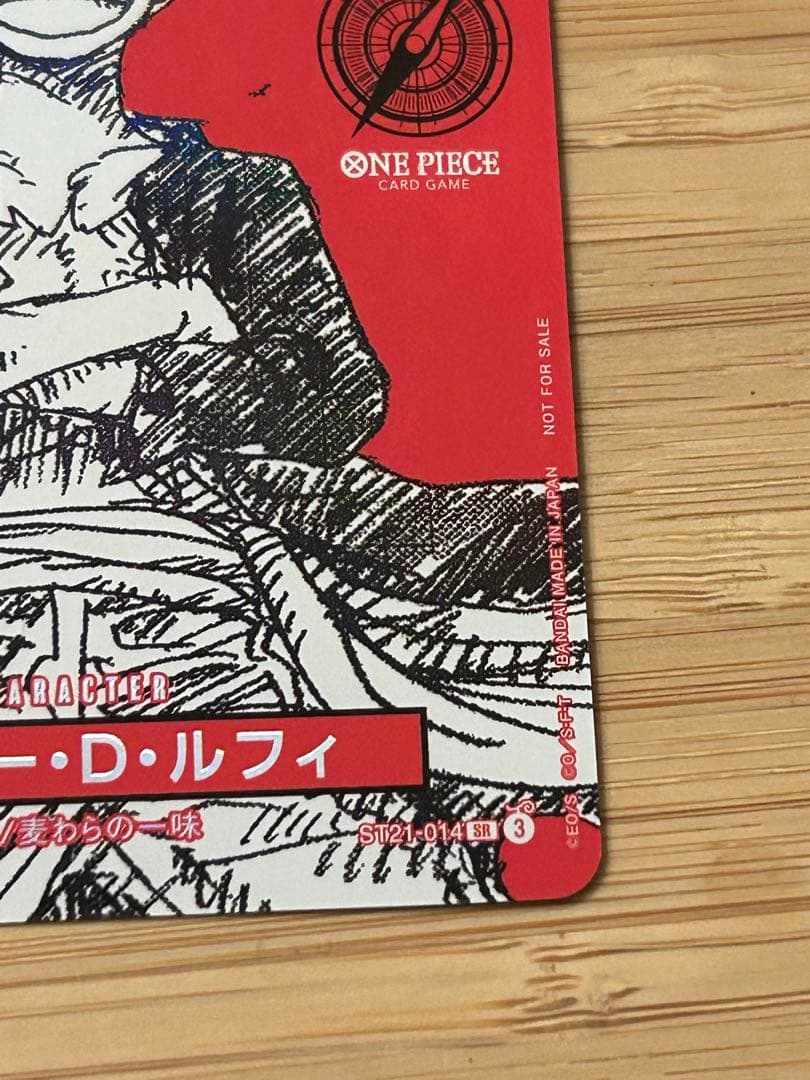 ONE PIECE
CARD GAME
NOT FOR SALE
BANDAI MADE IN JAPAN
©E.O/S. ©O/S・F・T
ARACTER
ー・D・ルフィ
/麦わらの一味
ST21-014 SR 3